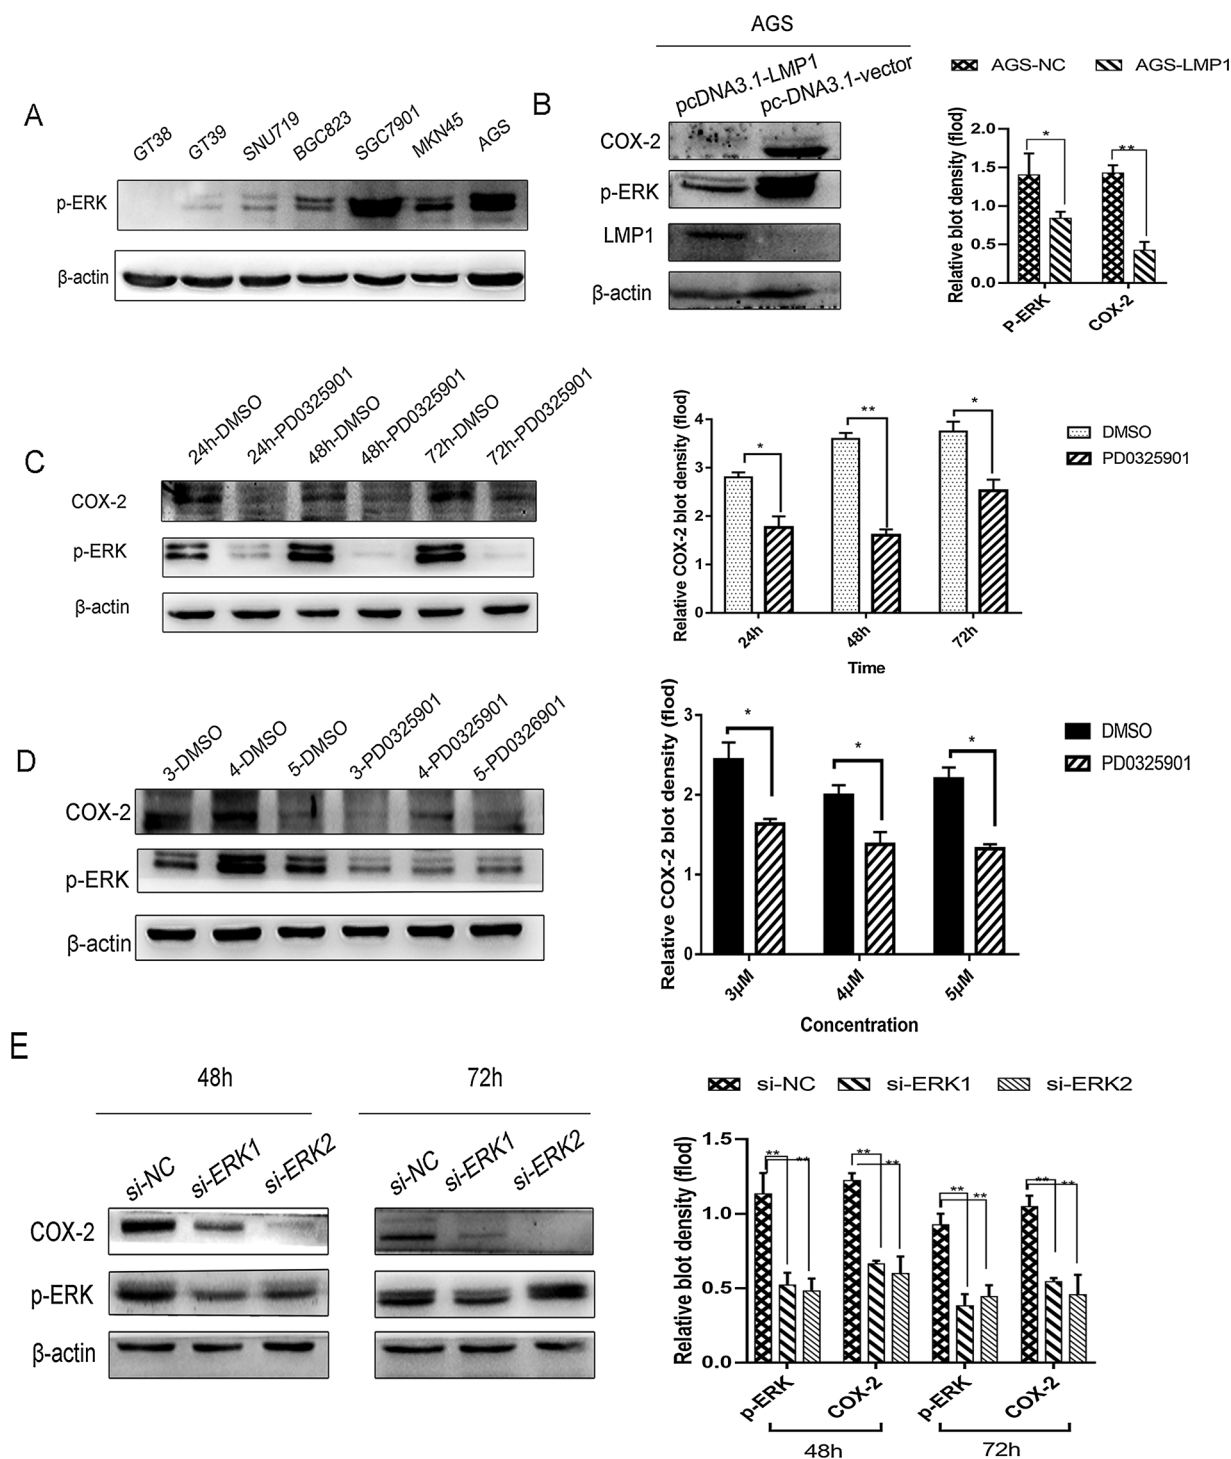 A
GT38 GT39 SNU719 BGC823 SGC7901 MKN45 AGS
p-ERK
β-actin
B
AGS
pcDNA3.1-LMP1 pc-DNA3.1-vector
COX-2
p-ERK
LMP1
β-actin
AGS-NC AGS-LMP1
Relative blot density (flod)
2.0
1.5
1.0
0.5
0.0
* **
P-ERK COX-2
C
24h-DMSO 24h-PD0325901 48h-DMSO 48h-PD0325901 72h-DMSO 72h-PD0325901
COX-2
p-ERK
β-actin
Relative COX-2 blot density (flod)
4
3
2
1
0
* ** *
24h 48h 72h
Time
DMSO
PD0325901
D
3-DMSO 4-DMSO 5-DMSO 3-PD0325901 4-PD0325901 5-PD0326901
COX-2
p-ERK
β-actin
Relative COX-2 blot density (flod)
3
2
1
0
* * *
3μM 4μM 5μM
Concentration
DMSO
PD0325901
E
48h 72h
si-NC si-ERK1 si-ERK2 si-NC si-ERK1 si-ERK2
COX-2
p-ERK
β-actin
si-NC si-ERK1 si-ERK2
Relative blot density (flod)
1.5
1.0
0.5
0.0
** ** ** ** ** ** ** **
p-ERK COX-2 p-ERK COX-2
48h 72h